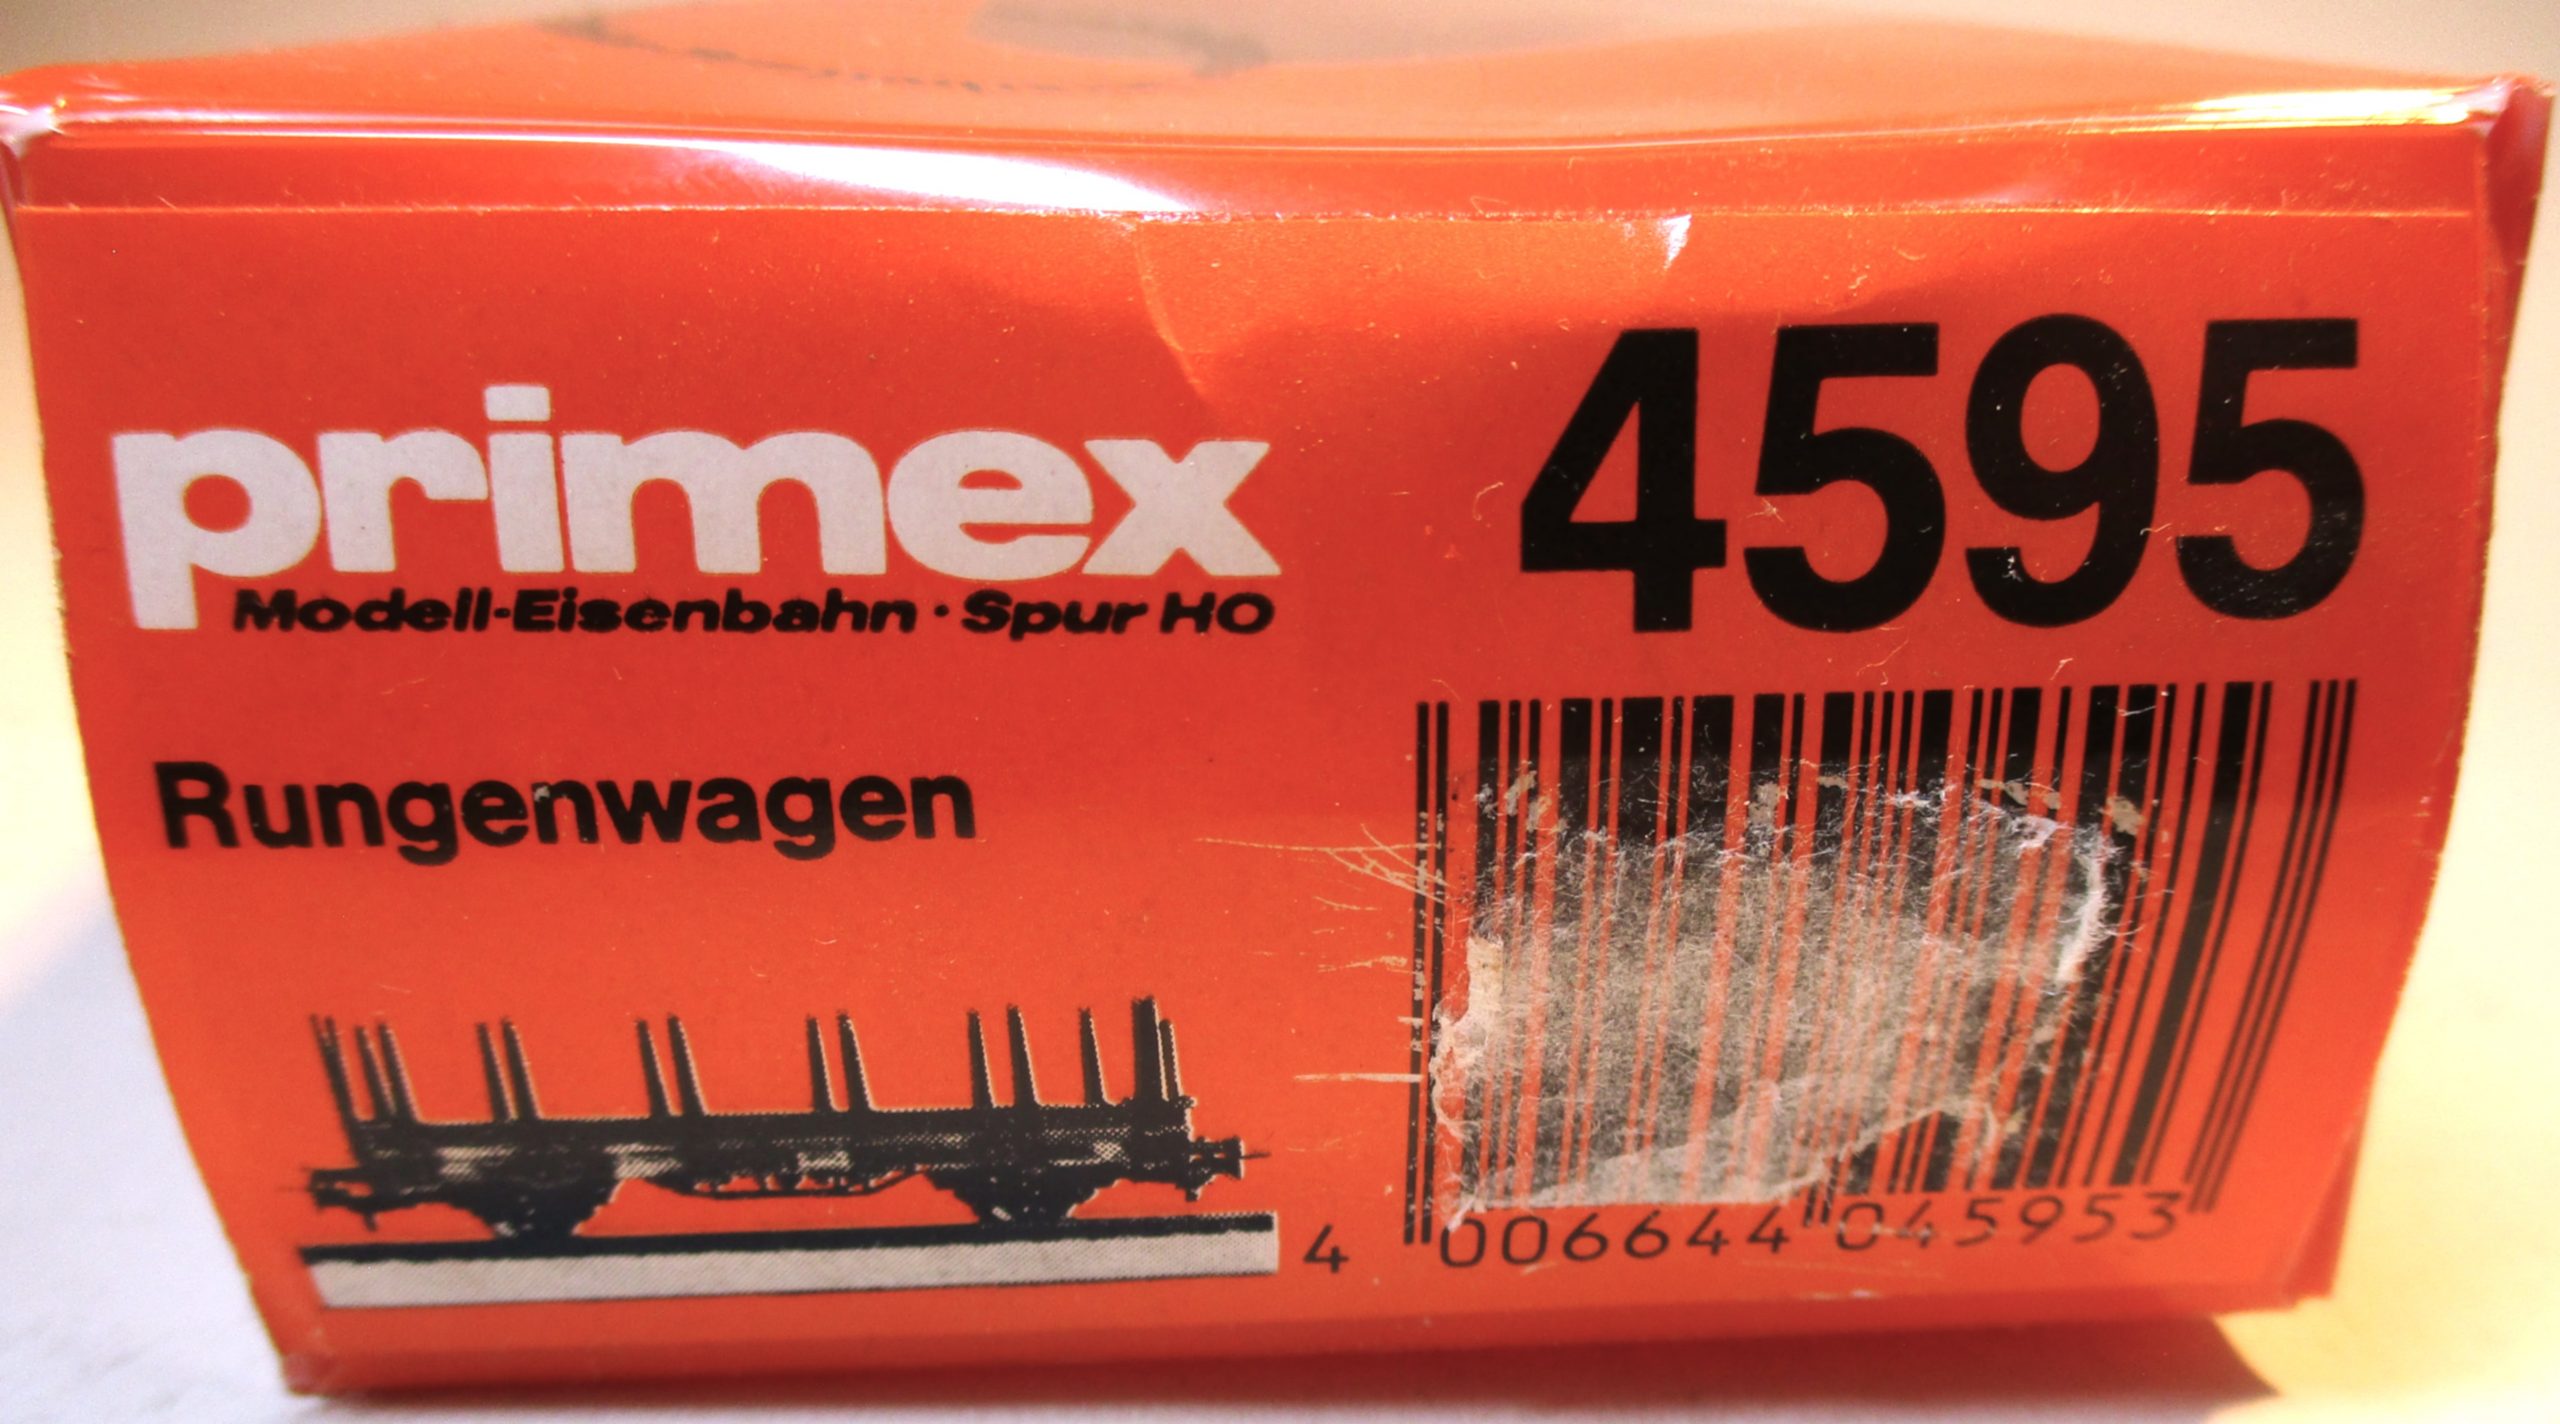 primex
Modell-Eisenbahn · Spur HO
4595
Rungenwagen
4 006644 045953